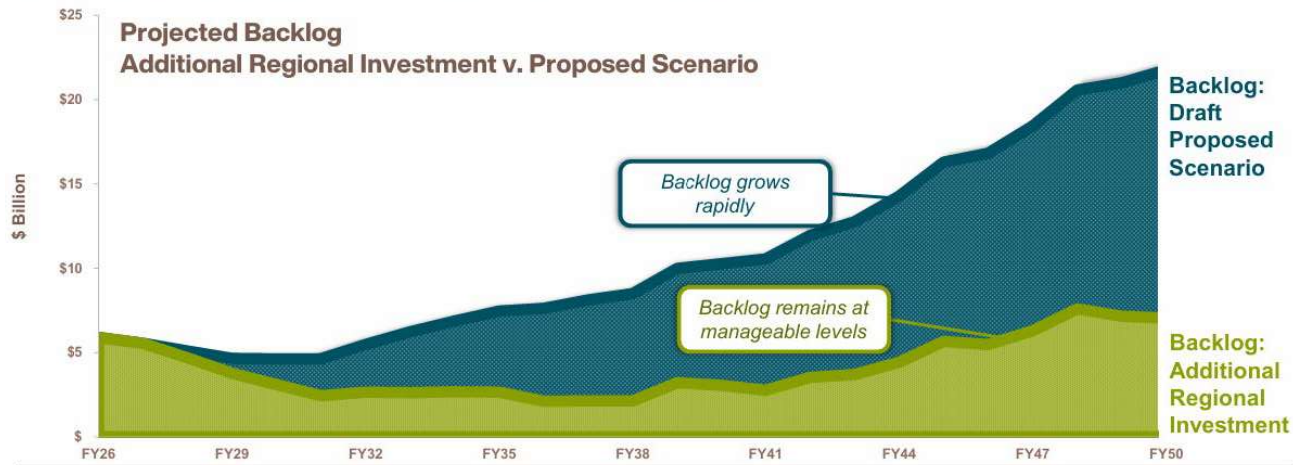 Projected Backlog
Additional Regional Investment v. Proposed Scenario
$ Billion
$25
$20
$15
$10
$5
$
Backlog grows
rapidly
Backlog remains at
manageable levels
Backlog:
Draft
Proposed
Scenario
Backlog:
Additional
Regional
Investment
FY26 FY29 FY32 FY35 FY38 FY41 FY44 FY47 FY50